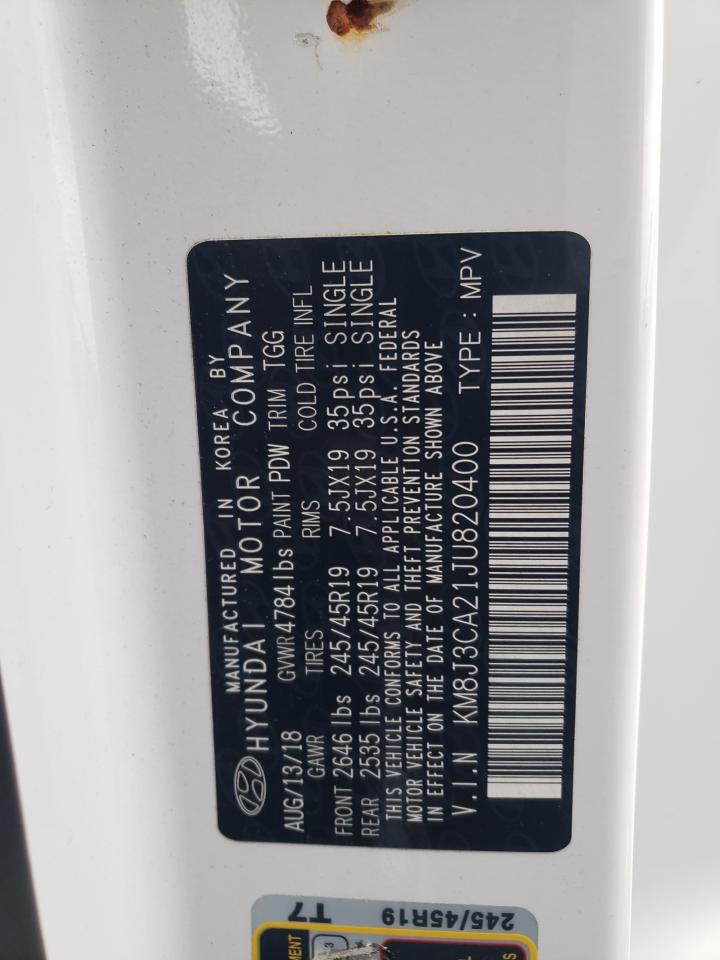 MANUFACTURED IN KOREA BY
HYUNDAI MOTOR COMPANY
AUG/13/18 GVWR 4784 lbs PAINT PDW TRIM TGG
GAWR TIRES RIMS COLD TIRE INFL
FRONT 2646 lbs 245/45R19 7.5JX19 35psi SINGLE
REAR 2535 lbs 245/45R19 7.5JX19 35psi SINGLE
THIS VEHICLE CONFORMS TO ALL APPLICABLE U.S.A. FEDERAL
MOTOR VEHICLE SAFETY AND THEFT PREVENTION STANDARDS
IN EFFECT ON THE DATE OF MANUFACTURE SHOWN ABOVE
V.I.N KM8J3CA21JU820400 TYPE : MPV
T7
245/45R19